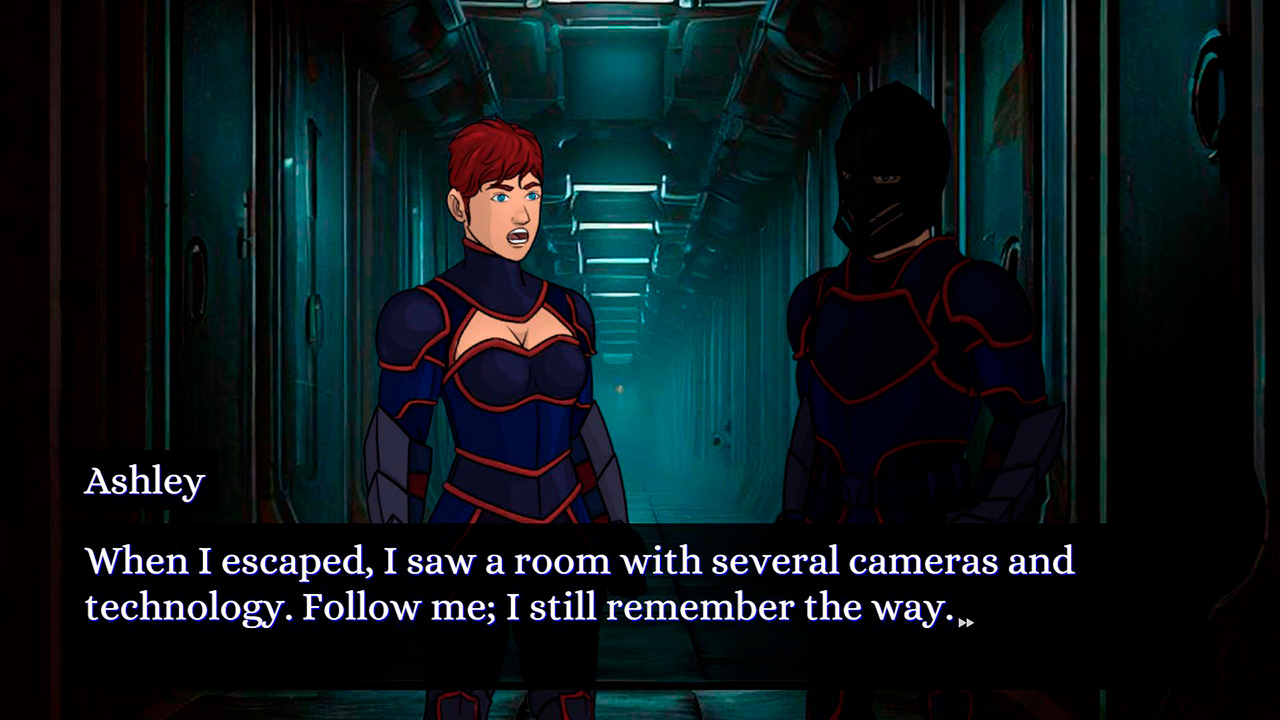 Ashley
When I escaped, I saw a room with several cameras and
technology. Follow me; I still remember the way.